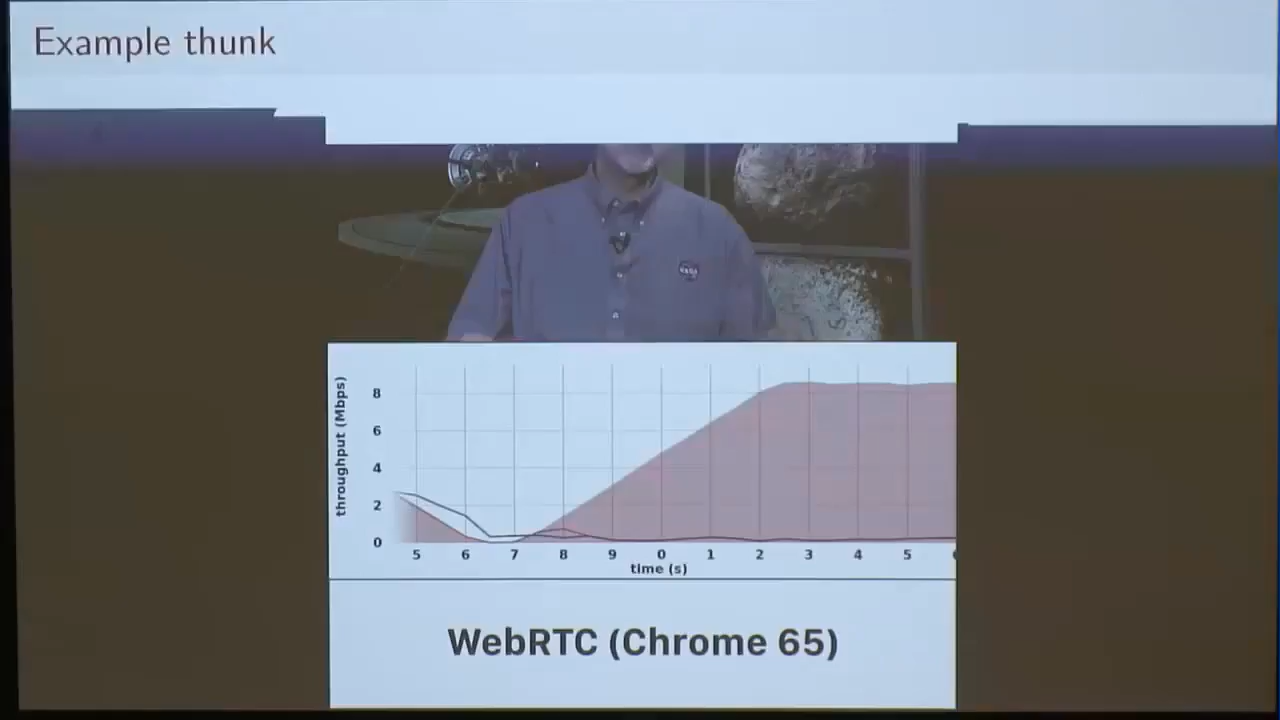 Example thunk
NASA
throughput (Mbps)
8
6
4
2
0
5 6 7 8 9 0 1 2 3 4 5
time (s)
WebRTC (Chrome 65)